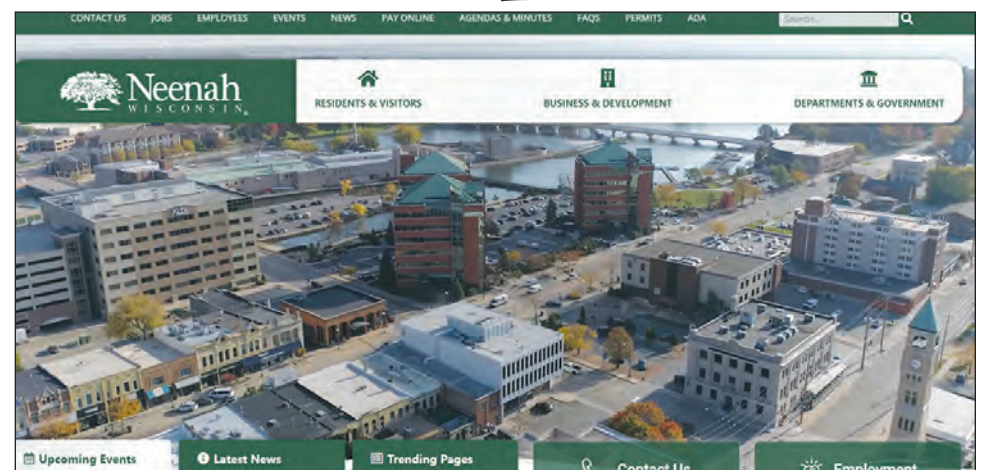 CONTACT US JOBS EMPLOYEES EVENTS NEWS PAY ONLINE AGENDAS & MINUTES FAQS PERMITS ADA Search...
Neenah
WISCONSIN
RESIDENTS & VISITORS BUSINESS & DEVELOPMENT DEPARTMENTS & GOVERNMENT
Upcoming Events Latest News Trending Pages Contact Us Employment